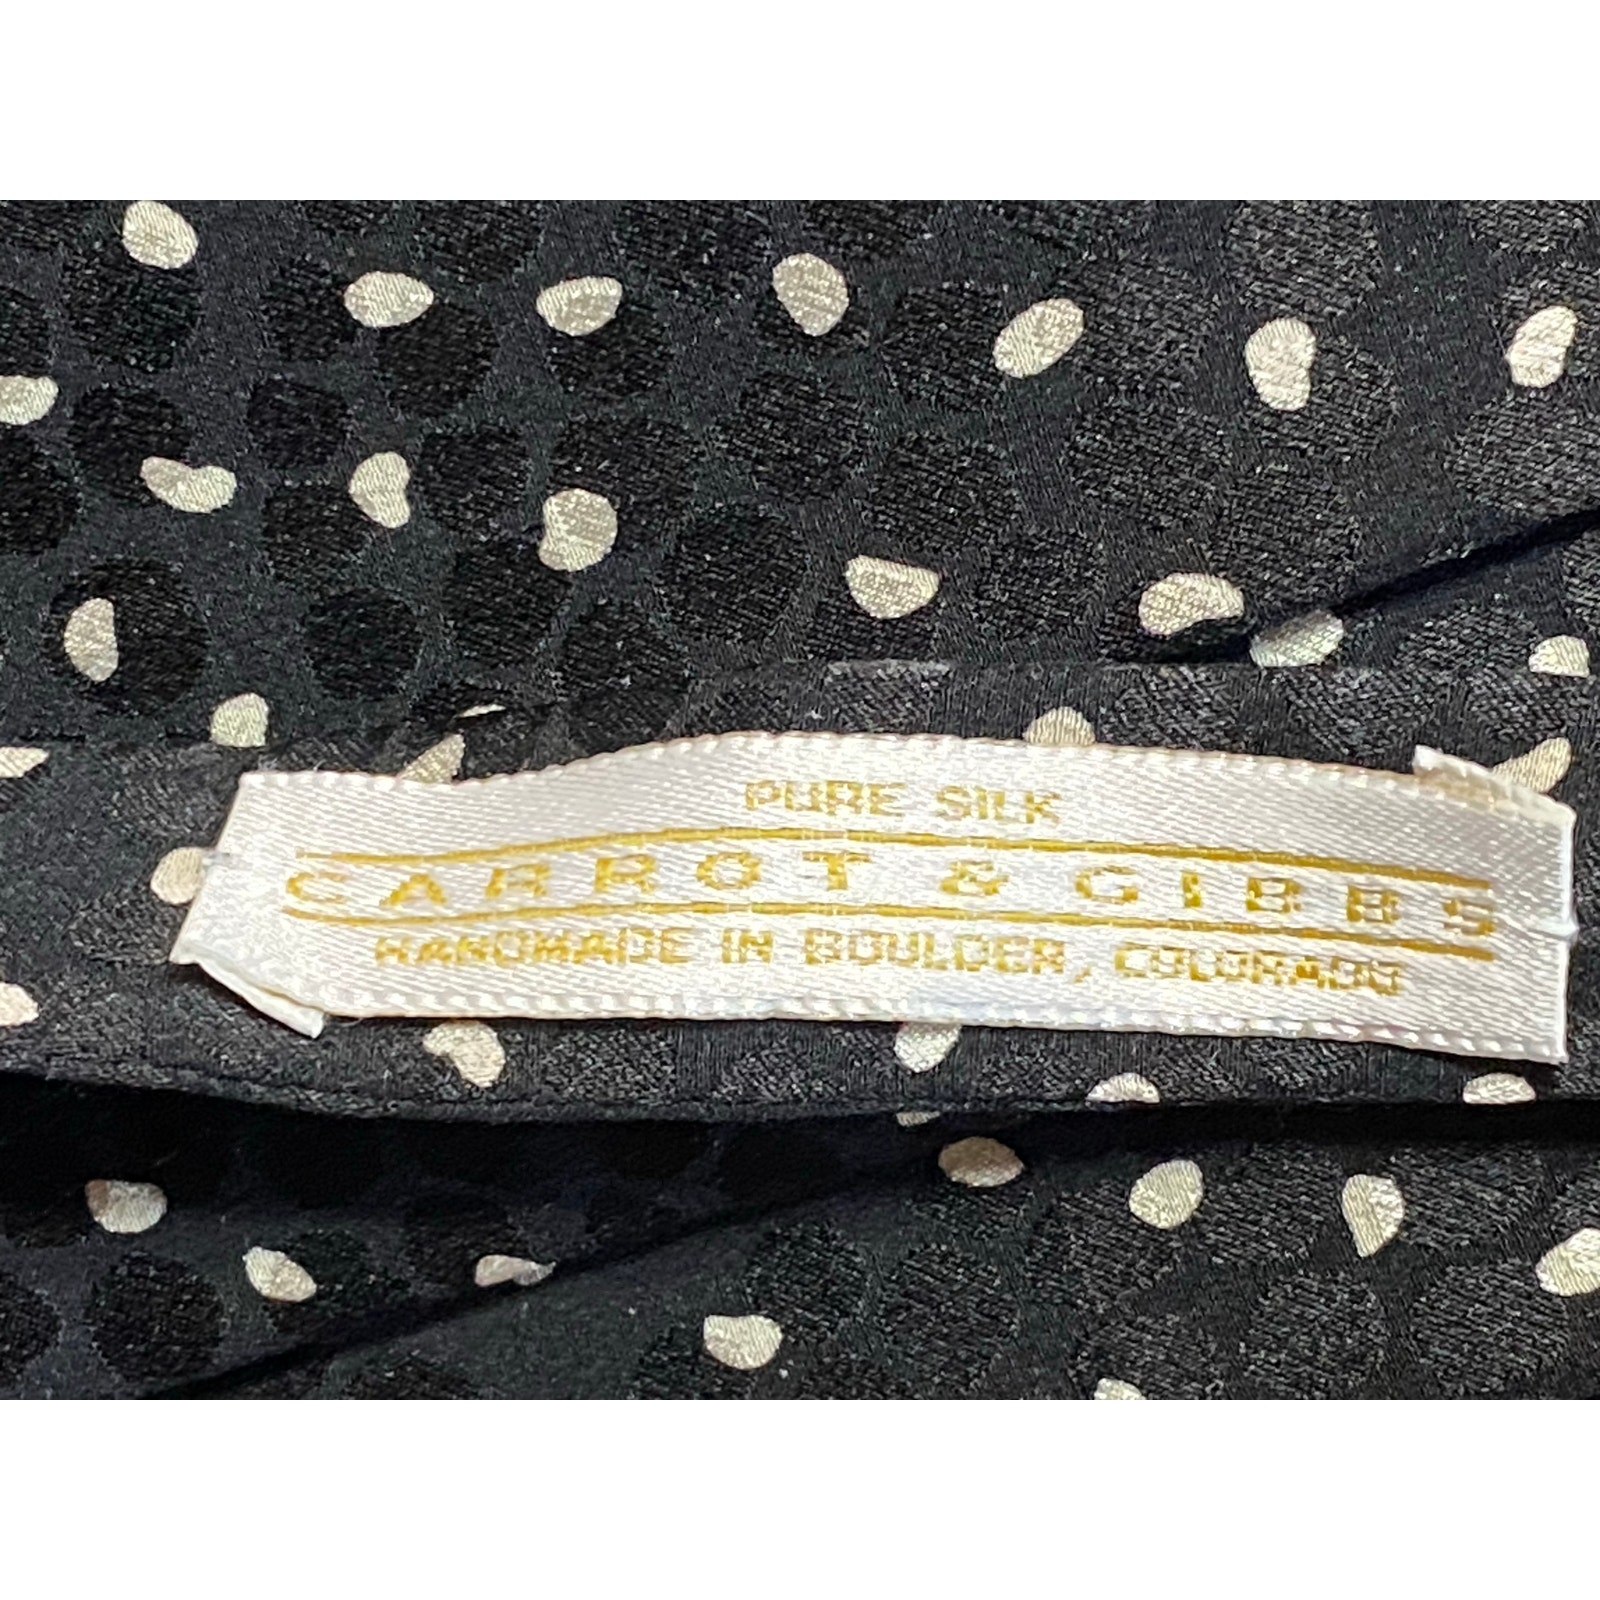 PURE SILK
CARROT & GIBBS
HANDMADE IN BOULDER, COLORADO